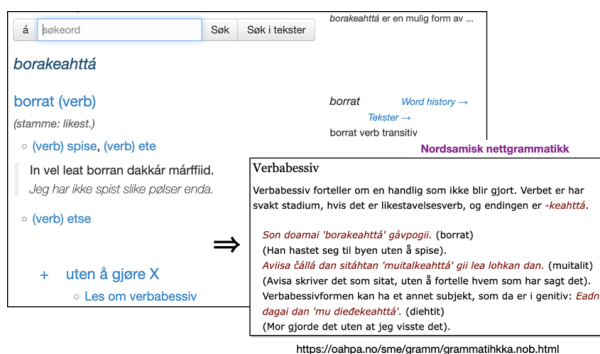 á søkeord Søk Søk i tekster
borakeahttá
borrat (verb)
(stamme: likest.)
(verb) spise, (verb) ete
In vel leat borran dakkár márffiid.
Jeg har ikke spist slike pølser enda.
(verb) etse
+ uten å gjøre X
Les om verbabessiv
borakeahttá er en mulig form av ...
borrat Word history →
Tekster →
borrat verb transitiv
⇒
Nordsamisk nettgrammatikk
Verbabessiv
Verbabessiv forteller om en handlig som ikke blir gjort. Verbet er har
svakt stadium, hvis det er likestavelsesverb, og endingen er -keahttá.
Son doamai 'borakeahttá' gávpogii. (borrat)
(Han hastet seg til byen uten å spise).
Aviisa čállá dan sitáhtan 'muitalkeahttá' gii lea lohkan dan. (muitalit)
(Avisa skriver det som sitat, uten å fortelle hvem som har sagt det).
Verbabessivformen kan ha et annet subjekt, som da er i genitiv: Eadni
dagai dan 'mu dieđekeahttá'. (diehtit)
(Mor gjorde det uten at jeg visste det).
https://oahpa.no/sme/gramm/grammatihkka.nob.html